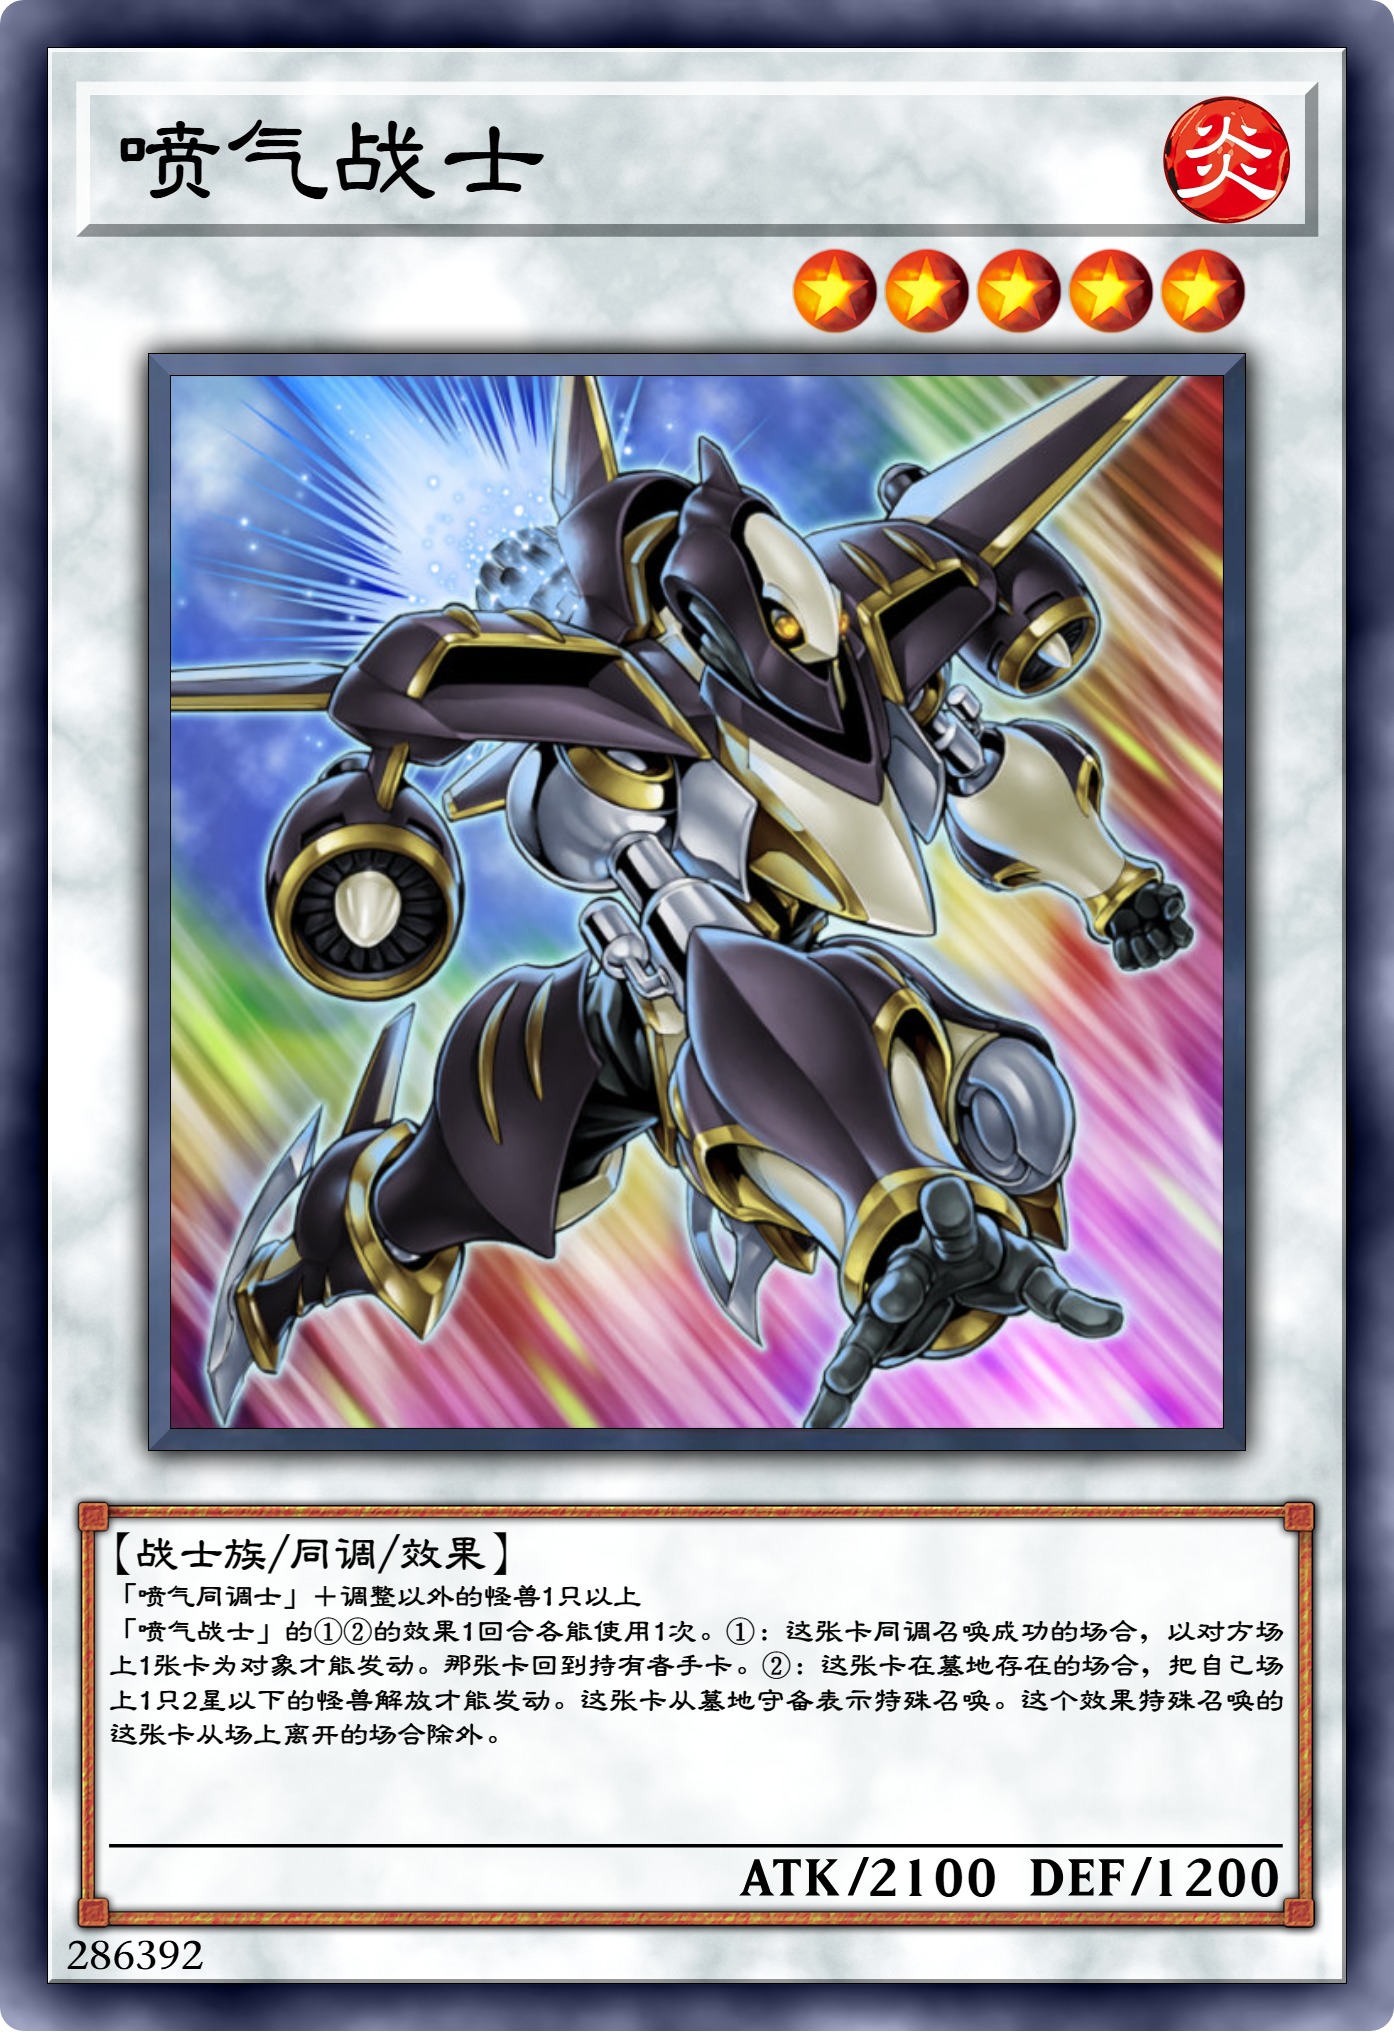 喷气战士
炎
【战士族/同调/效果】
「喷气同调士」＋调整以外的怪兽1只以上
「喷气战士」的①②的效果1回合各能使用1次。①：这张卡同调召唤成功的场合，以对方场
上1张卡为对象才能发动。那张卡回到持有者手卡。②：这张卡在墓地存在的场合，把自己场
上1只2星以下的怪兽解放才能发动。这张卡从墓地守备表示特殊召唤。这个效果特殊召唤的
这张卡从场上离开的场合除外。
ATK/2100 DEF/1200
286392